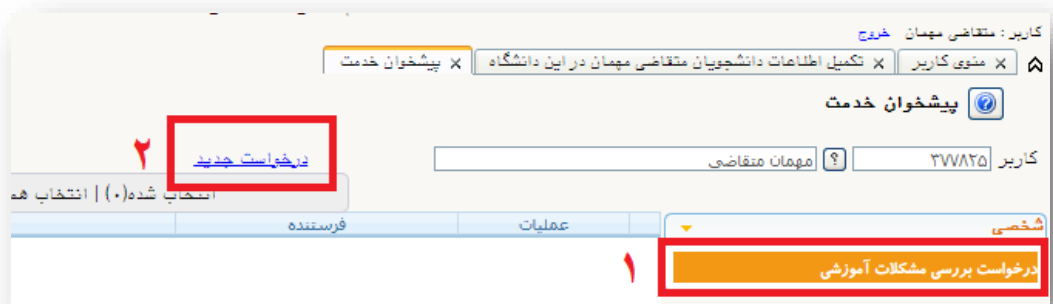 کاربر : متقاضی مهمان خروج
منوی کاربر x تکمیل اطلاعات دانشجویان متقاضی مهمان در این دانشگاه x پیشخوان خدمت x
پیشخوان خدمت
کاربر ۳۷۷۸۲۵ ? مهمان متقاضی درخواست جدید ۲
انتخاب شده(۰) | انتخاب هم
شخصی عملیات فرستنده
درخواست بررسی مشکلات آموزشی ۱